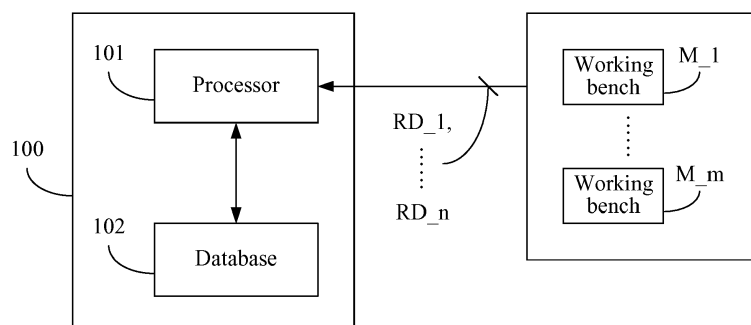 101
Processor
100
102
Database
RD_1,
RD_n
Working
bench
M_1
Working
bench
M_m